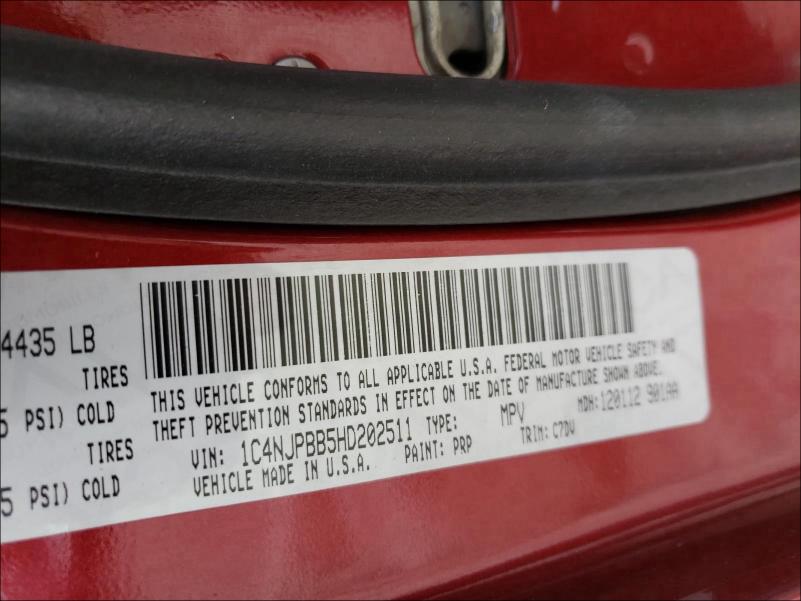 4435 LB
TIRES
5 PSI) COLD
TIRES
5 PSI) COLD
THIS VEHICLE CONFORMS TO ALL APPLICABLE U.S.A. FEDERAL MOTOR VEHICLE SAFETY AND
THEFT PREVENTION STANDARDS IN EFFECT ON THE DATE OF MANUFACTURE SHOWN ABOVE.
VIN: 1C4NJPBB5HD202511 TYPE: MPV MDH:120112 901AA
VEHICLE MADE IN U.S.A. PAINT: PRP TRIM: C7DV